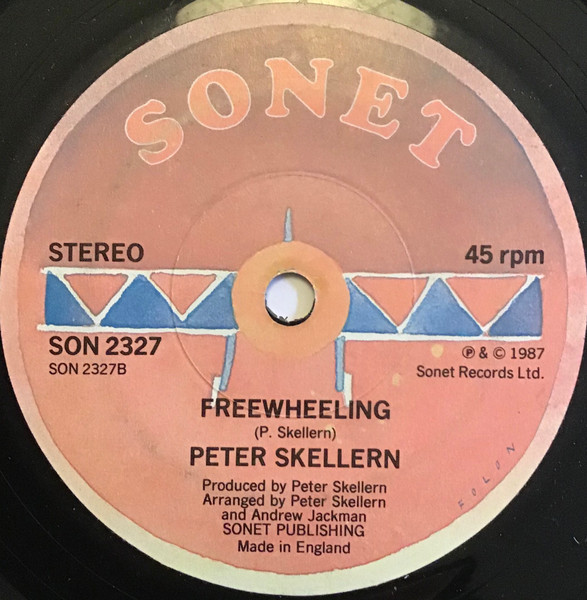 SONET
STEREO
45 rpm
SON 2327
SON 2327B
℗ & © 1987
Sonet Records Ltd.
FREEWHEELING
(P. Skellern)
PETER SKELLERN
Produced by Peter Skellern
Arranged by Peter Skellern
and Andrew Jackman
SONET PUBLISHING
Made in England
FOLON